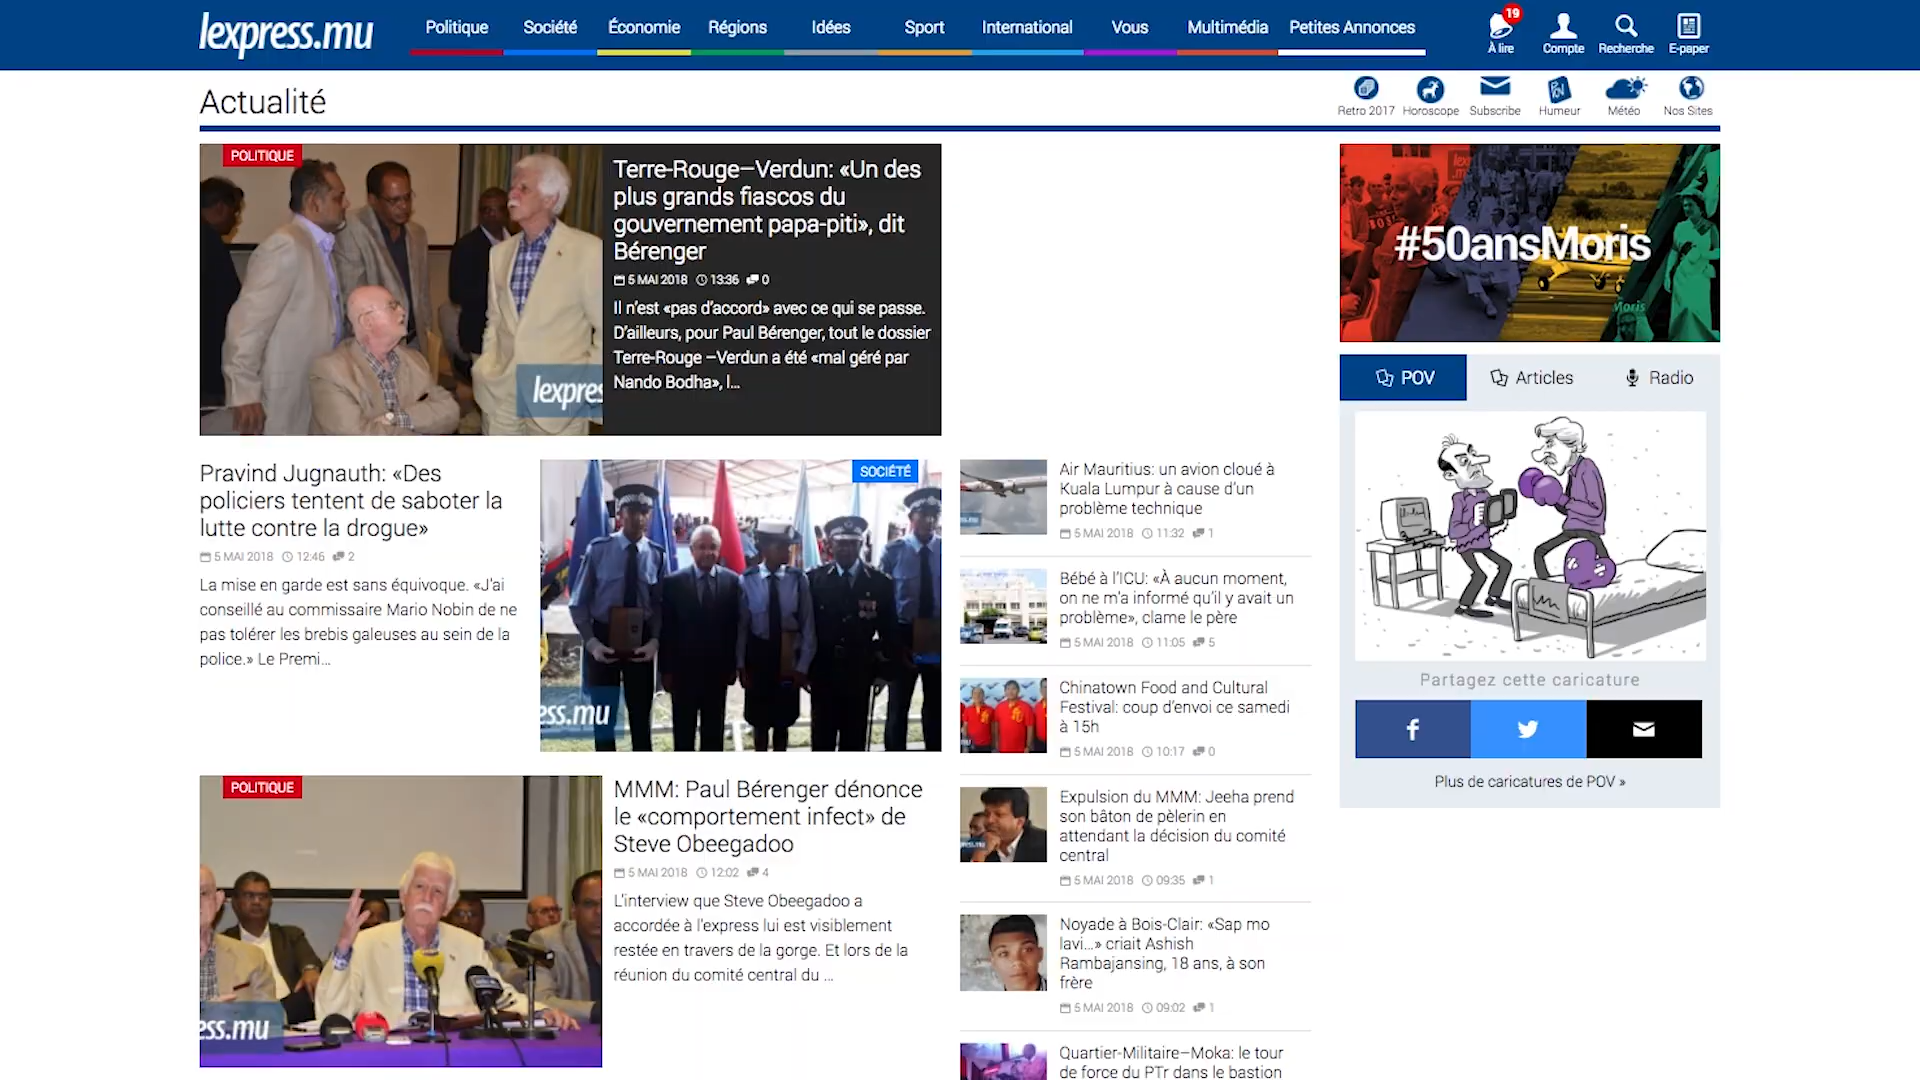 lexpress.mu
Politique
Société
Économie
Régions
Idées
Sport
International
Vous
Multimédia
Petites Annonces
19
À lire
Compte
Recherche
E-paper
Actualité
Retro 2017
Horoscope
Subscribe
Humeur
Météo
Nos Sites
POLITIQUE
lexpres
Terre-Rouge–Verdun: «Un des
plus grands fiascos du
gouvernement papa-piti», dit
Bérenger
5 MAI 2018 13:36 0
Il n’est «pas d’accord» avec ce qui se passe.
D’ailleurs, pour Paul Bérenger, tout le dossier
Terre-Rouge –Verdun a été «mal géré par
Nando Bodha», l...
Pravind Jugnauth: «Des
policiers tentent de saboter la
lutte contre la drogue»
5 MAI 2018 12:46 2
La mise en garde est sans équivoque. «J'ai
conseillé au commissaire Mario Nobin de ne
pas tolérer les brebis galeuses au sein de la
police.» Le Premi...
SOCIÉTÉ
ess.mu
POLITIQUE
ess.mu
MMM: Paul Bérenger dénonce
le «comportement infect» de
Steve Obeegadoo
5 MAI 2018 12:02 4
L'interview que Steve Obeegadoo a
accordée à l'express lui est visiblement
restée en travers de la gorge. Et lors de la
réunion du comité central du ...
Air Mauritius: un avion cloué à
Kuala Lumpur à cause d’un
problème technique
5 MAI 2018 11:32 1
Bébé à l’ICU: «À aucun moment,
on ne m’a informé qu’il y avait un
problème», clame le père
5 MAI 2018 11:05 5
Chinatown Food and Cultural
Festival: coup d’envoi ce samedi
à 15h
5 MAI 2018 10:17 0
Expulsion du MMM: Jeeha prend
son bâton de pèlerin en
attendant la décision du comité
central
5 MAI 2018 09:35 1
Noyade à Bois-Clair: «Sap mo
lavi...» criait Ashish
Rambajansing, 18 ans, à son
frère
5 MAI 2018 09:02 1
Quartier-Militaire–Moka: le tour
de force du PTr dans le bastion
#50ansMoris
Moris
POV
Articles
Radio
Partagez cette caricature
Plus de caricatures de POV »